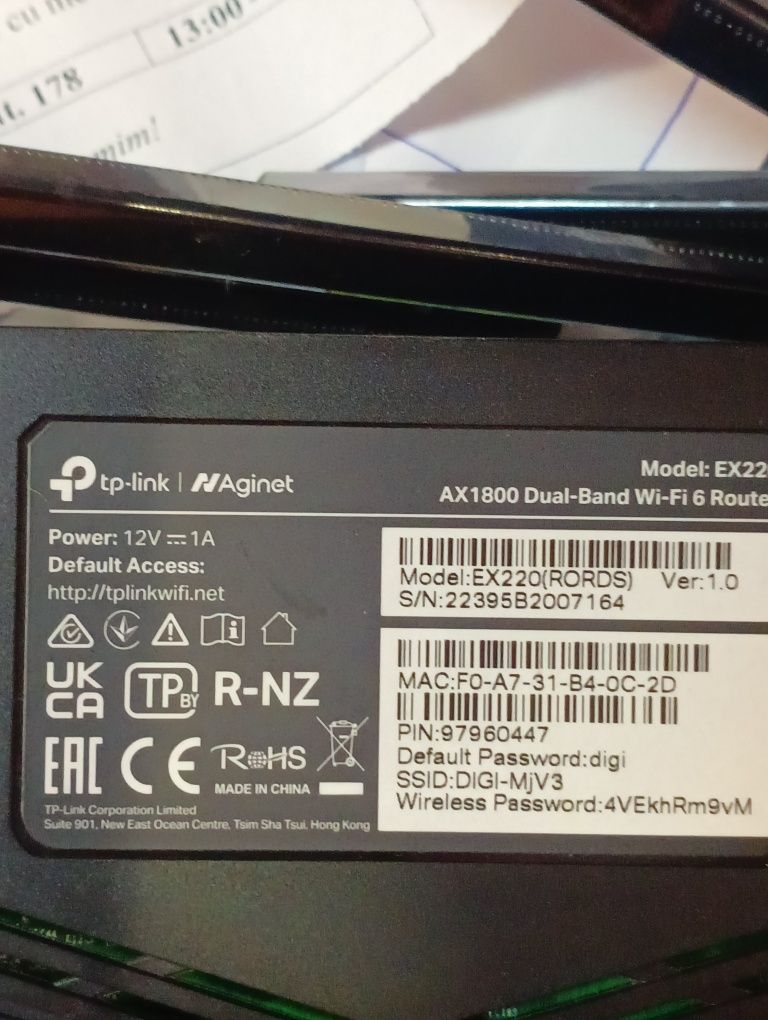 cu me
13:00 -
t. 178
mim!
tp-link | Aginet
Model: EX22
AX1800 Dual-Band Wi-Fi 6 Route
Power: 12V ⎓ 1A
Default Access:
http://tplinkwifi.net
Model:EX220(RORDS) Ver:1.0
S/N:22395B2007164
UK
CA
TP BY
R-NZ
MAC:F0-A7-31-B4-0C-2D
PIN:97960447
Default Password:digi
SSID:DIGI-MjV3
Wireless Password:4VEkhRm9vM
EAC CE RoHS
MADE IN CHINA
TP-Link Corporation Limited
Suite 901, New East Ocean Centre, Tsim Sha Tsui, Hong Kong